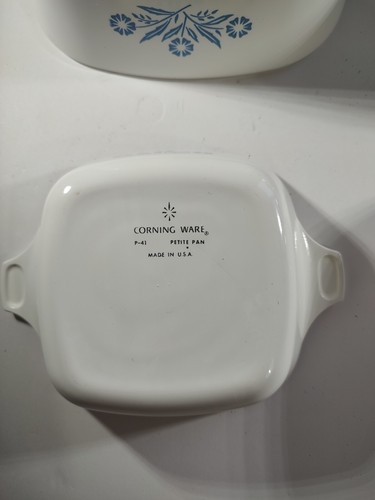 CORNING WARE®
P-41 PETITE PAN
MADE IN U S A